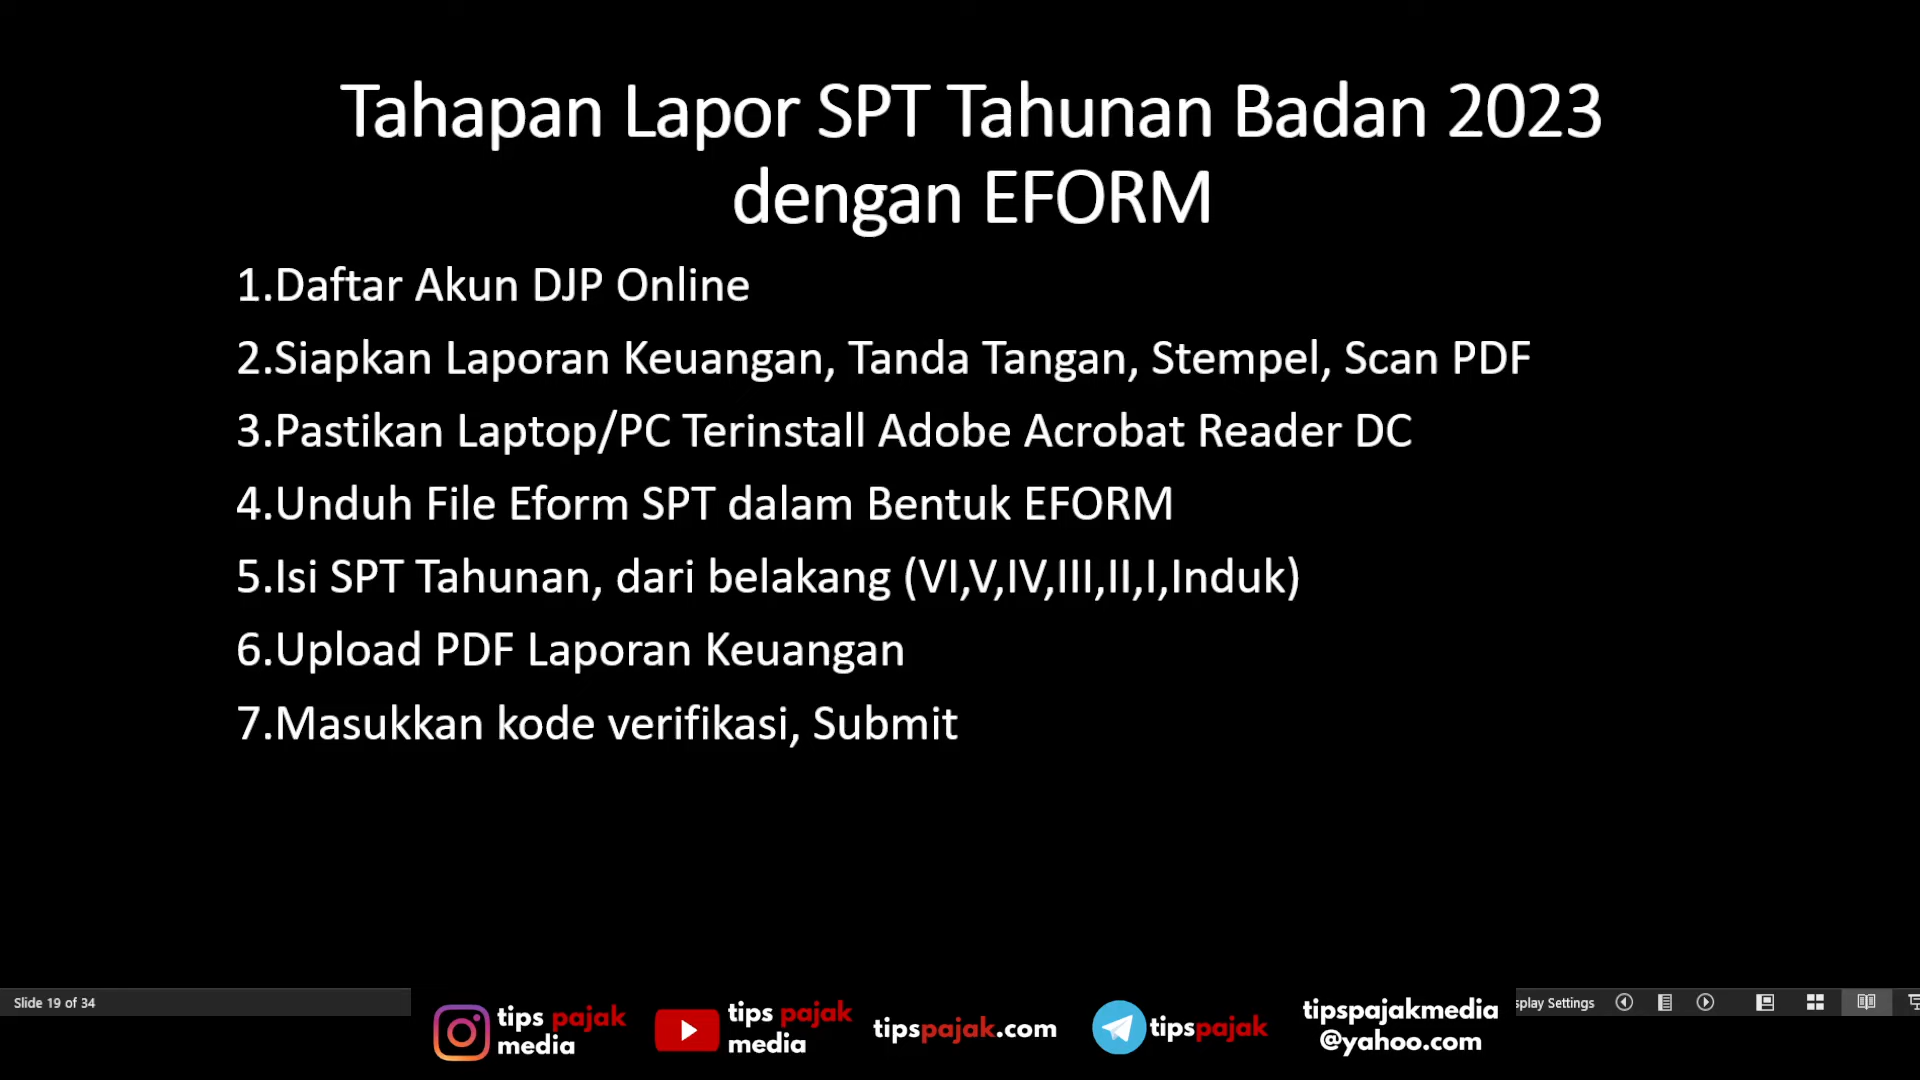 Tahapan Lapor SPT Tahunan Badan 2023
dengan EFORM
1.Daftar Akun DJP Online
2.Siapkan Laporan Keuangan, Tanda Tangan, Stempel, Scan PDF
3.Pastikan Laptop/PC Terinstall Adobe Acrobat Reader DC
4.Unduh File Eform SPT dalam Bentuk EFORM
5.Isi SPT Tahunan, dari belakang (VI,V,IV,III,II,I,Induk)
6.Upload PDF Laporan Keuangan
7.Masukkan kode verifikasi, Submit
Slide 19 of 34
tips pajak
media
tips pajak
media
tipspajak.com
tipspajak
tipspajakmedia
@yahoo.com
splay Settings